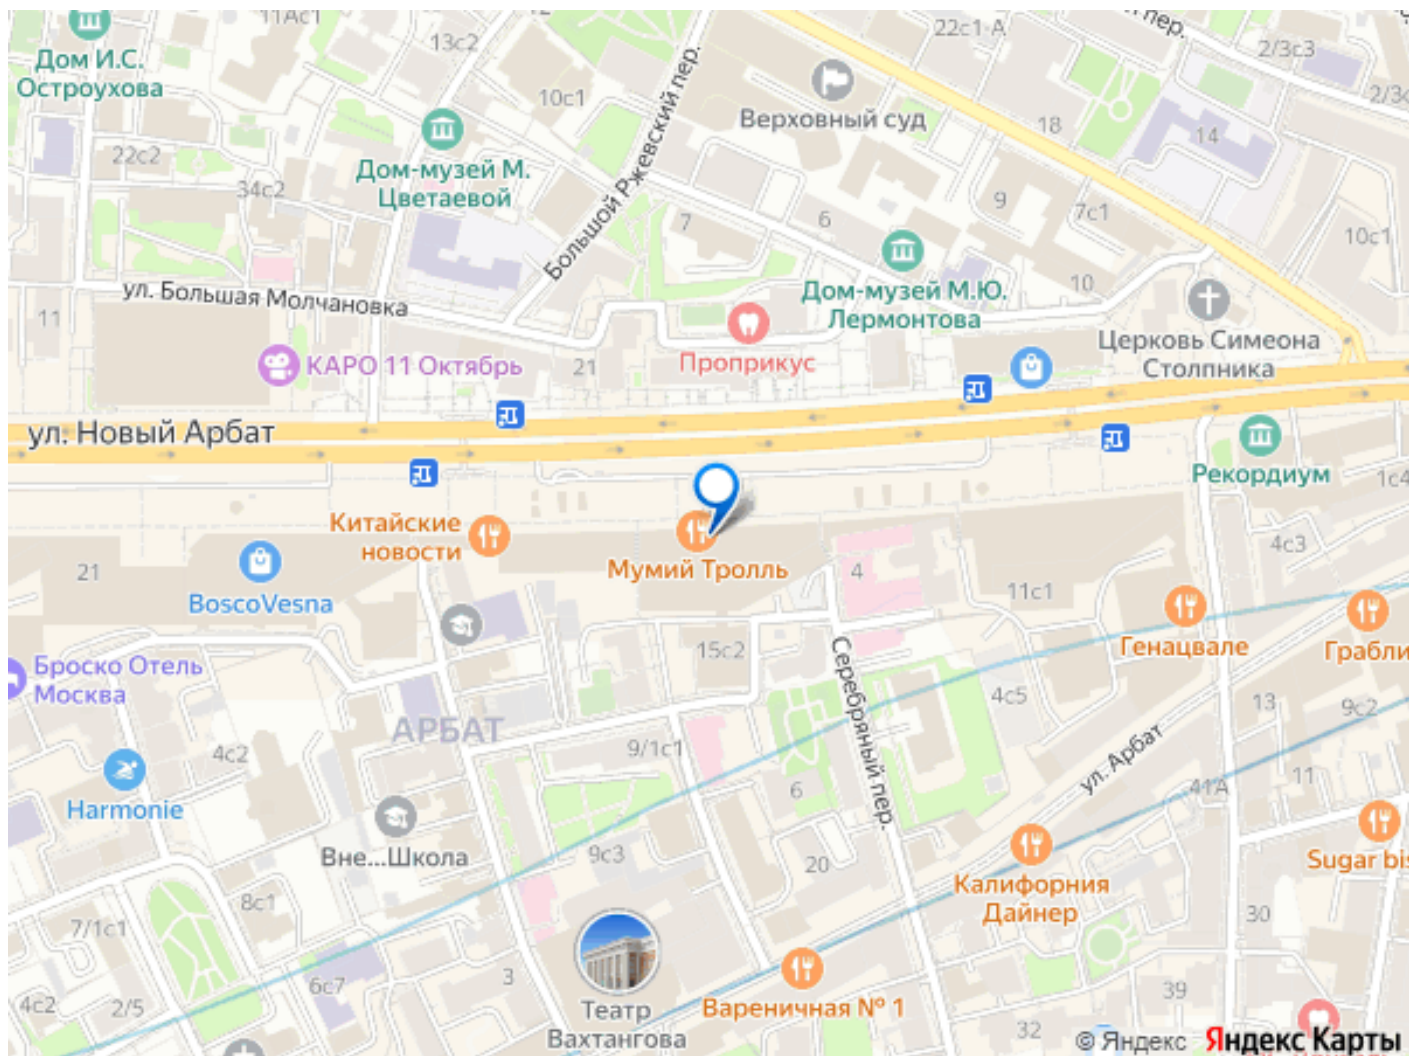 11Ас1
12
13с2
22с1-А
пер.
2/3с3
2/3с
Дом И.С.
Остроухова
10с1
Верховный суд
18
14
22с2
34с2
Дом-музей М.
Цветаевой
Большой Ржевский пер.
7
6
9
7с1
10с1
ул. Большая Молчановка
Дом-музей М.Ю.
Лермонтова
10
11
КАРО 11 Октябрь
21
Проприкус
Церковь Симеона
Столпника
ул. Новый Арбат
Рекордиум
1с4
Китайские
новости
21
BoscoVesna
Мумий Тролль
4
4с3
11с1
Генацвале
Грабли
Броско Отель
Москва
15с2
Серебряный пер.
4с5
13
9с2
АРБАТ
4с2
9/1с1
ул. Арбат
Harmonie
6
41А
11
Вне...Школа
9с3
20
Sugar bis
Калифорния
Дайнер
8с1
7/1с1
30
6с7
3
4с2
2/5
Театр
Вахтангова
Вареничная № 1
39
32
© Яндекс Яндекс Карты